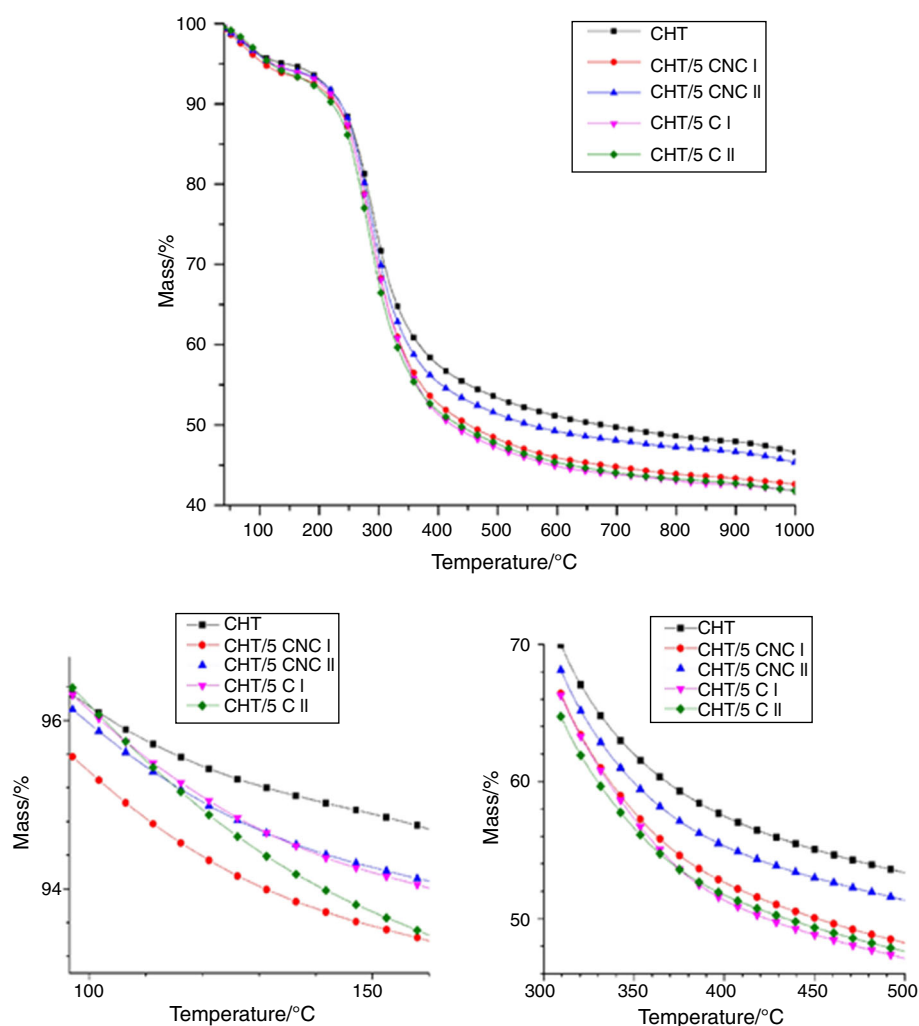 100
90
80
70
60
50
40
Mass/%
CHT
CHT/5 CNC I
CHT/5 CNC II
CHT/5 C I
CHT/5 C II
100 200 300 400 500 600 700 800 900 1000
Temperature/°C
96
94
Mass/%
CHT
CHT/5 CNC I
CHT/5 CNC II
CHT/5 C I
CHT/5 C II
100 150
Temperature/°C
70
60
50
Mass/%
CHT
CHT/5 CNC I
CHT/5 CNC II
CHT/5 C I
CHT/5 C II
300 350 400 450 500
Temperature/°C